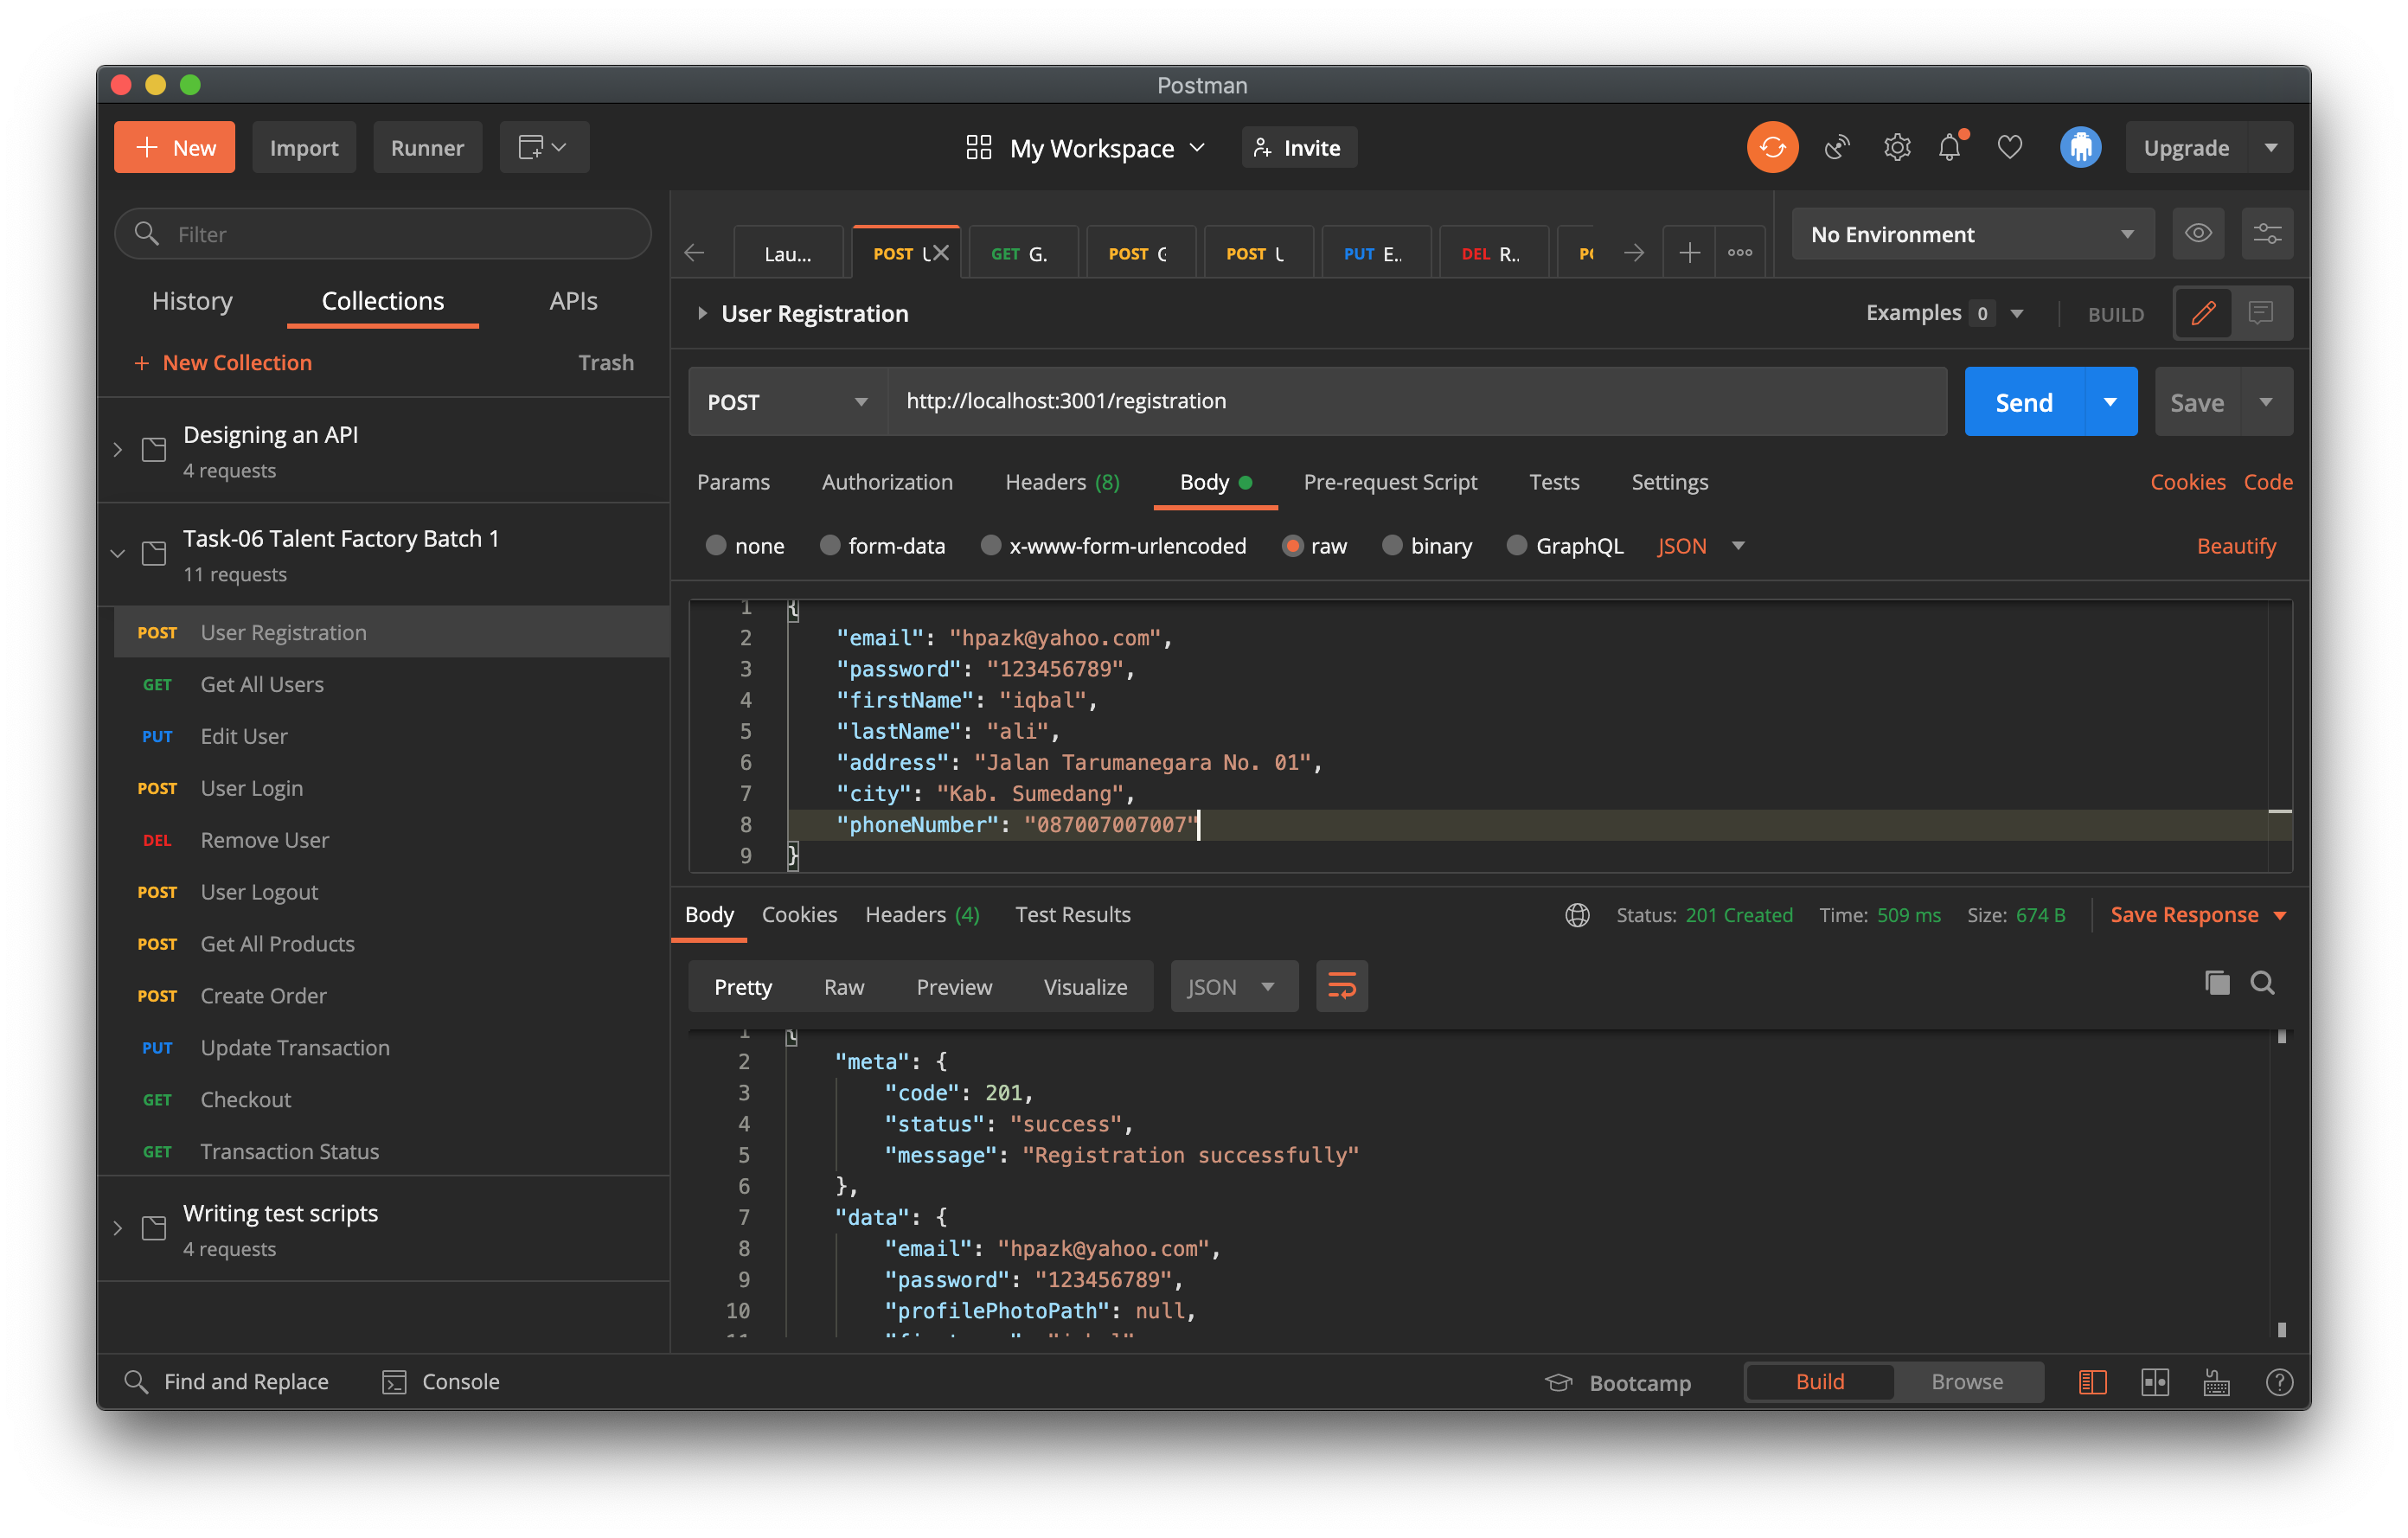 Postman
New
Import
Runner
My Workspace
Invite
Upgrade
Filter
History
Collections
APIs
+ New Collection
Trash
Designing an API
4 requests
Task-06 Talent Factory Batch 1
11 requests
POST User Registration
GET Get All Users
PUT Edit User
POST User Login
DEL Remove User
POST User Logout
POST Get All Products
POST Create Order
PUT Update Transaction
GET Checkout
GET Transaction Status
Writing test scripts
4 requests
Lau...
POST
GET G.
POST
POST
PUT E..
DEL R..
No Environment
User Registration
Examples 0
BUILD
POST
http://localhost:3001/registration
Send
Save
Params
Authorization
Headers (8)
Body
Pre-request Script
Tests
Settings
Cookies
Code
none
form-data
x-www-form-urlencoded
raw
binary
GraphQL
JSON
Beautify
1 {
2 "email": "hpazk@yahoo.com",
3 "password": "123456789",
4 "firstName": "iqbal",
5 "lastName": "ali",
6 "address": "Jalan Tarumanegara No. 01",
7 "city": "Kab. Sumedang",
8 "phoneNumber": "087007007007"
9 }
Body
Cookies
Headers (4)
Test Results
Status: 201 Created
Time: 509 ms
Size: 674 B
Save Response
Pretty
Raw
Preview
Visualize
JSON
1 {
2 "meta": {
3 "code": 201,
4 "status": "success",
5 "message": "Registration successfully"
6 },
7 "data": {
8 "email": "hpazk@yahoo.com",
9 "password": "123456789",
10 "profilePhotoPath": null,
Find and Replace
Console
Bootcamp
Build
Browse